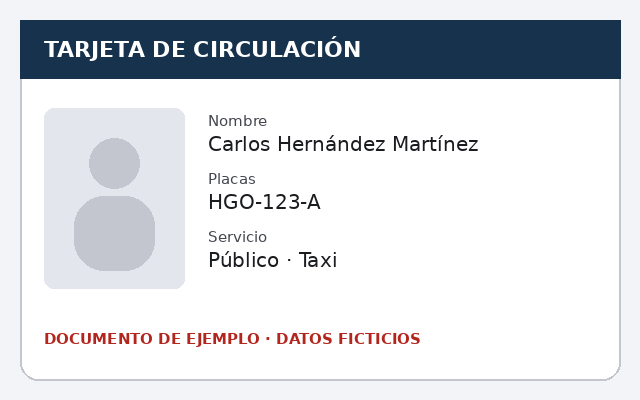 TARJETA DE CIRCULACIÓN
Nombre
Carlos Hernández Martínez
Placas
HGO-123-A
Servicio
Público · Taxi
DOCUMENTO DE EJEMPLO · DATOS FICTICIOS